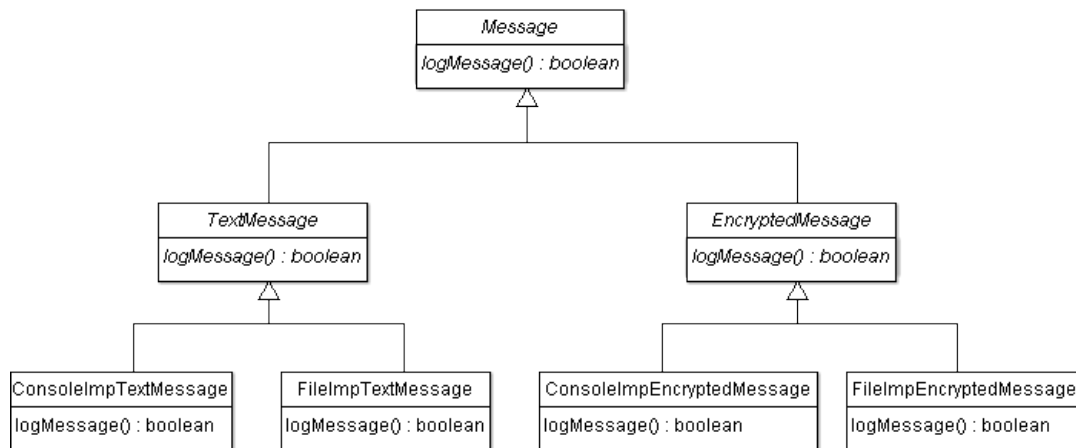 Message
logMessage() : boolean
TextMessage
logMessage() : boolean
EncryptedMessage
logMessage() : boolean
ConsoleImpTextMessage
logMessage() : boolean
FileImpTextMessage
logMessage() : boolean
ConsoleImpEncryptedMessage
logMessage() : boolean
FileImpEncryptedMessage
logMessage() : boolean